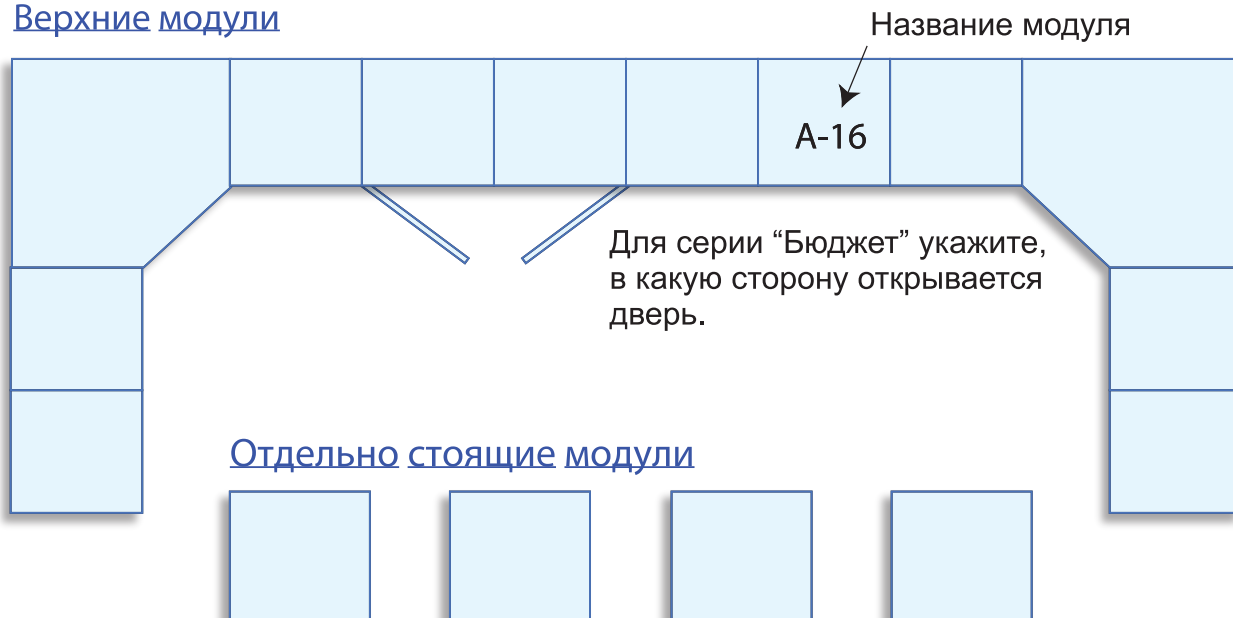 Верхние модули
Название модуля
А-16
Для серии “Бюджет” укажите,
в какую сторону открывается
дверь.
Отдельно стоящие модули